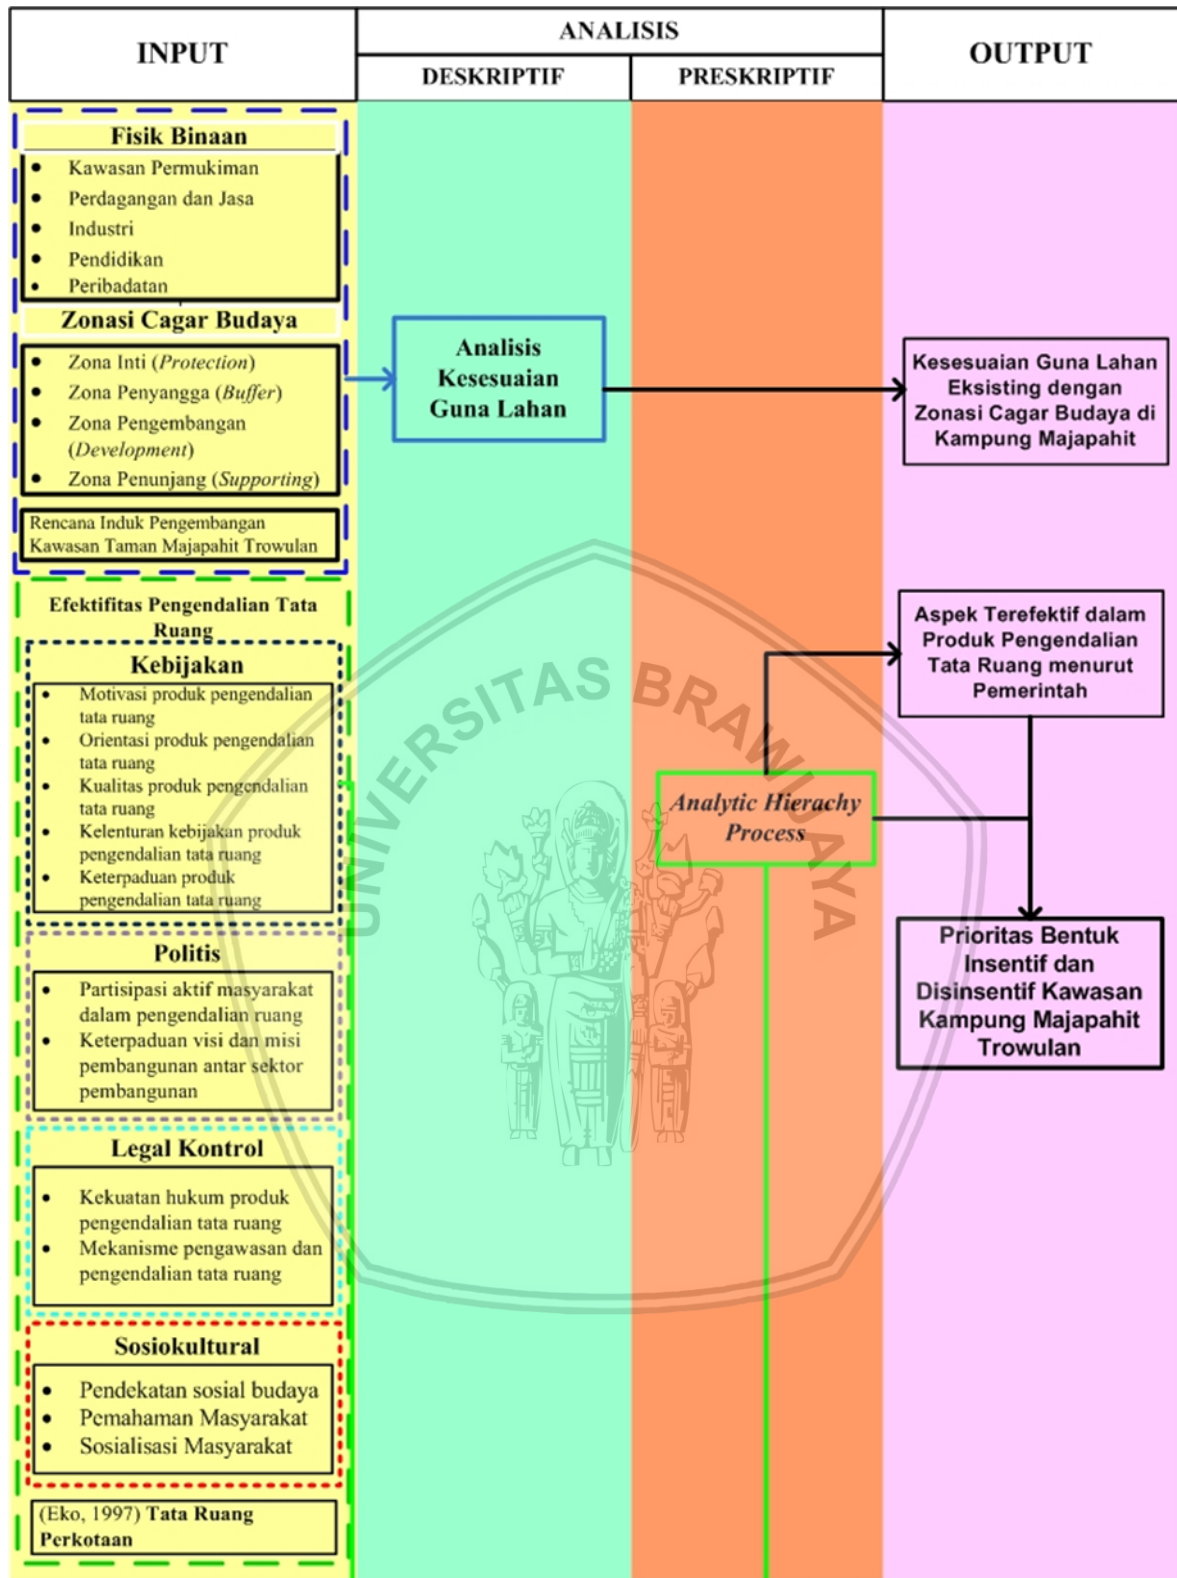 INPUT
ANALISIS
DESKRIPTIF
PRESKRIPTIF
OUTPUT
Fisik Binaan
• Kawasan Permukiman
• Perdagangan dan Jasa
• Industri
• Pendidikan
• Peribadatan
Zonasi Cagar Budaya
• Zona Inti (Protection)
• Zona Penyangga (Buffer)
• Zona Pengembangan
(Development)
• Zona Penunjang (Supporting)
Rencana Induk Pengembangan
Kawasan Taman Majapahit Trowulan
Analisis
Kesesuaian
Guna Lahan
Kesesuaian Guna Lahan
Eksisting dengan
Zonasi Cagar Budaya di
Kampung Majapahit
Efektifitas Pengendalian Tata
Ruang
Kebijakan
• Motivasi produk pengendalian
tata ruang
• Orientasi produk pengendalian
tata ruang
• Kualitas produk pengendalian
tata ruang
• Kelenturan kebijakan produk
pengendalian tata ruang
• Keterpaduan produk
pengendalian tata ruang
Politis
• Partisipasi aktif masyarakat
dalam pengendalian ruang
• Keterpaduan visi dan misi
pembangunan antar sektor
pembangunan
Legal Kontrol
• Kekuatan hukum produk
pengendalian tata ruang
• Mekanisme pengawasan dan
pengendalian tata ruang
Sosiokultural
• Pendekatan sosial budaya
• Pemahaman Masyarakat
• Sosialisasi Masyarakat
(Eko, 1997) Tata Ruang
Perkotaan
Analytic Hierachy
Process
Aspek Terefektif dalam
Produk Pengendalian
Tata Ruang menurut
Pemerintah
Prioritas Bentuk
Insentif dan
Disinsentif Kawasan
Kampung Majapahit
Trowulan
UNIVERSITAS BRAWIJAYA